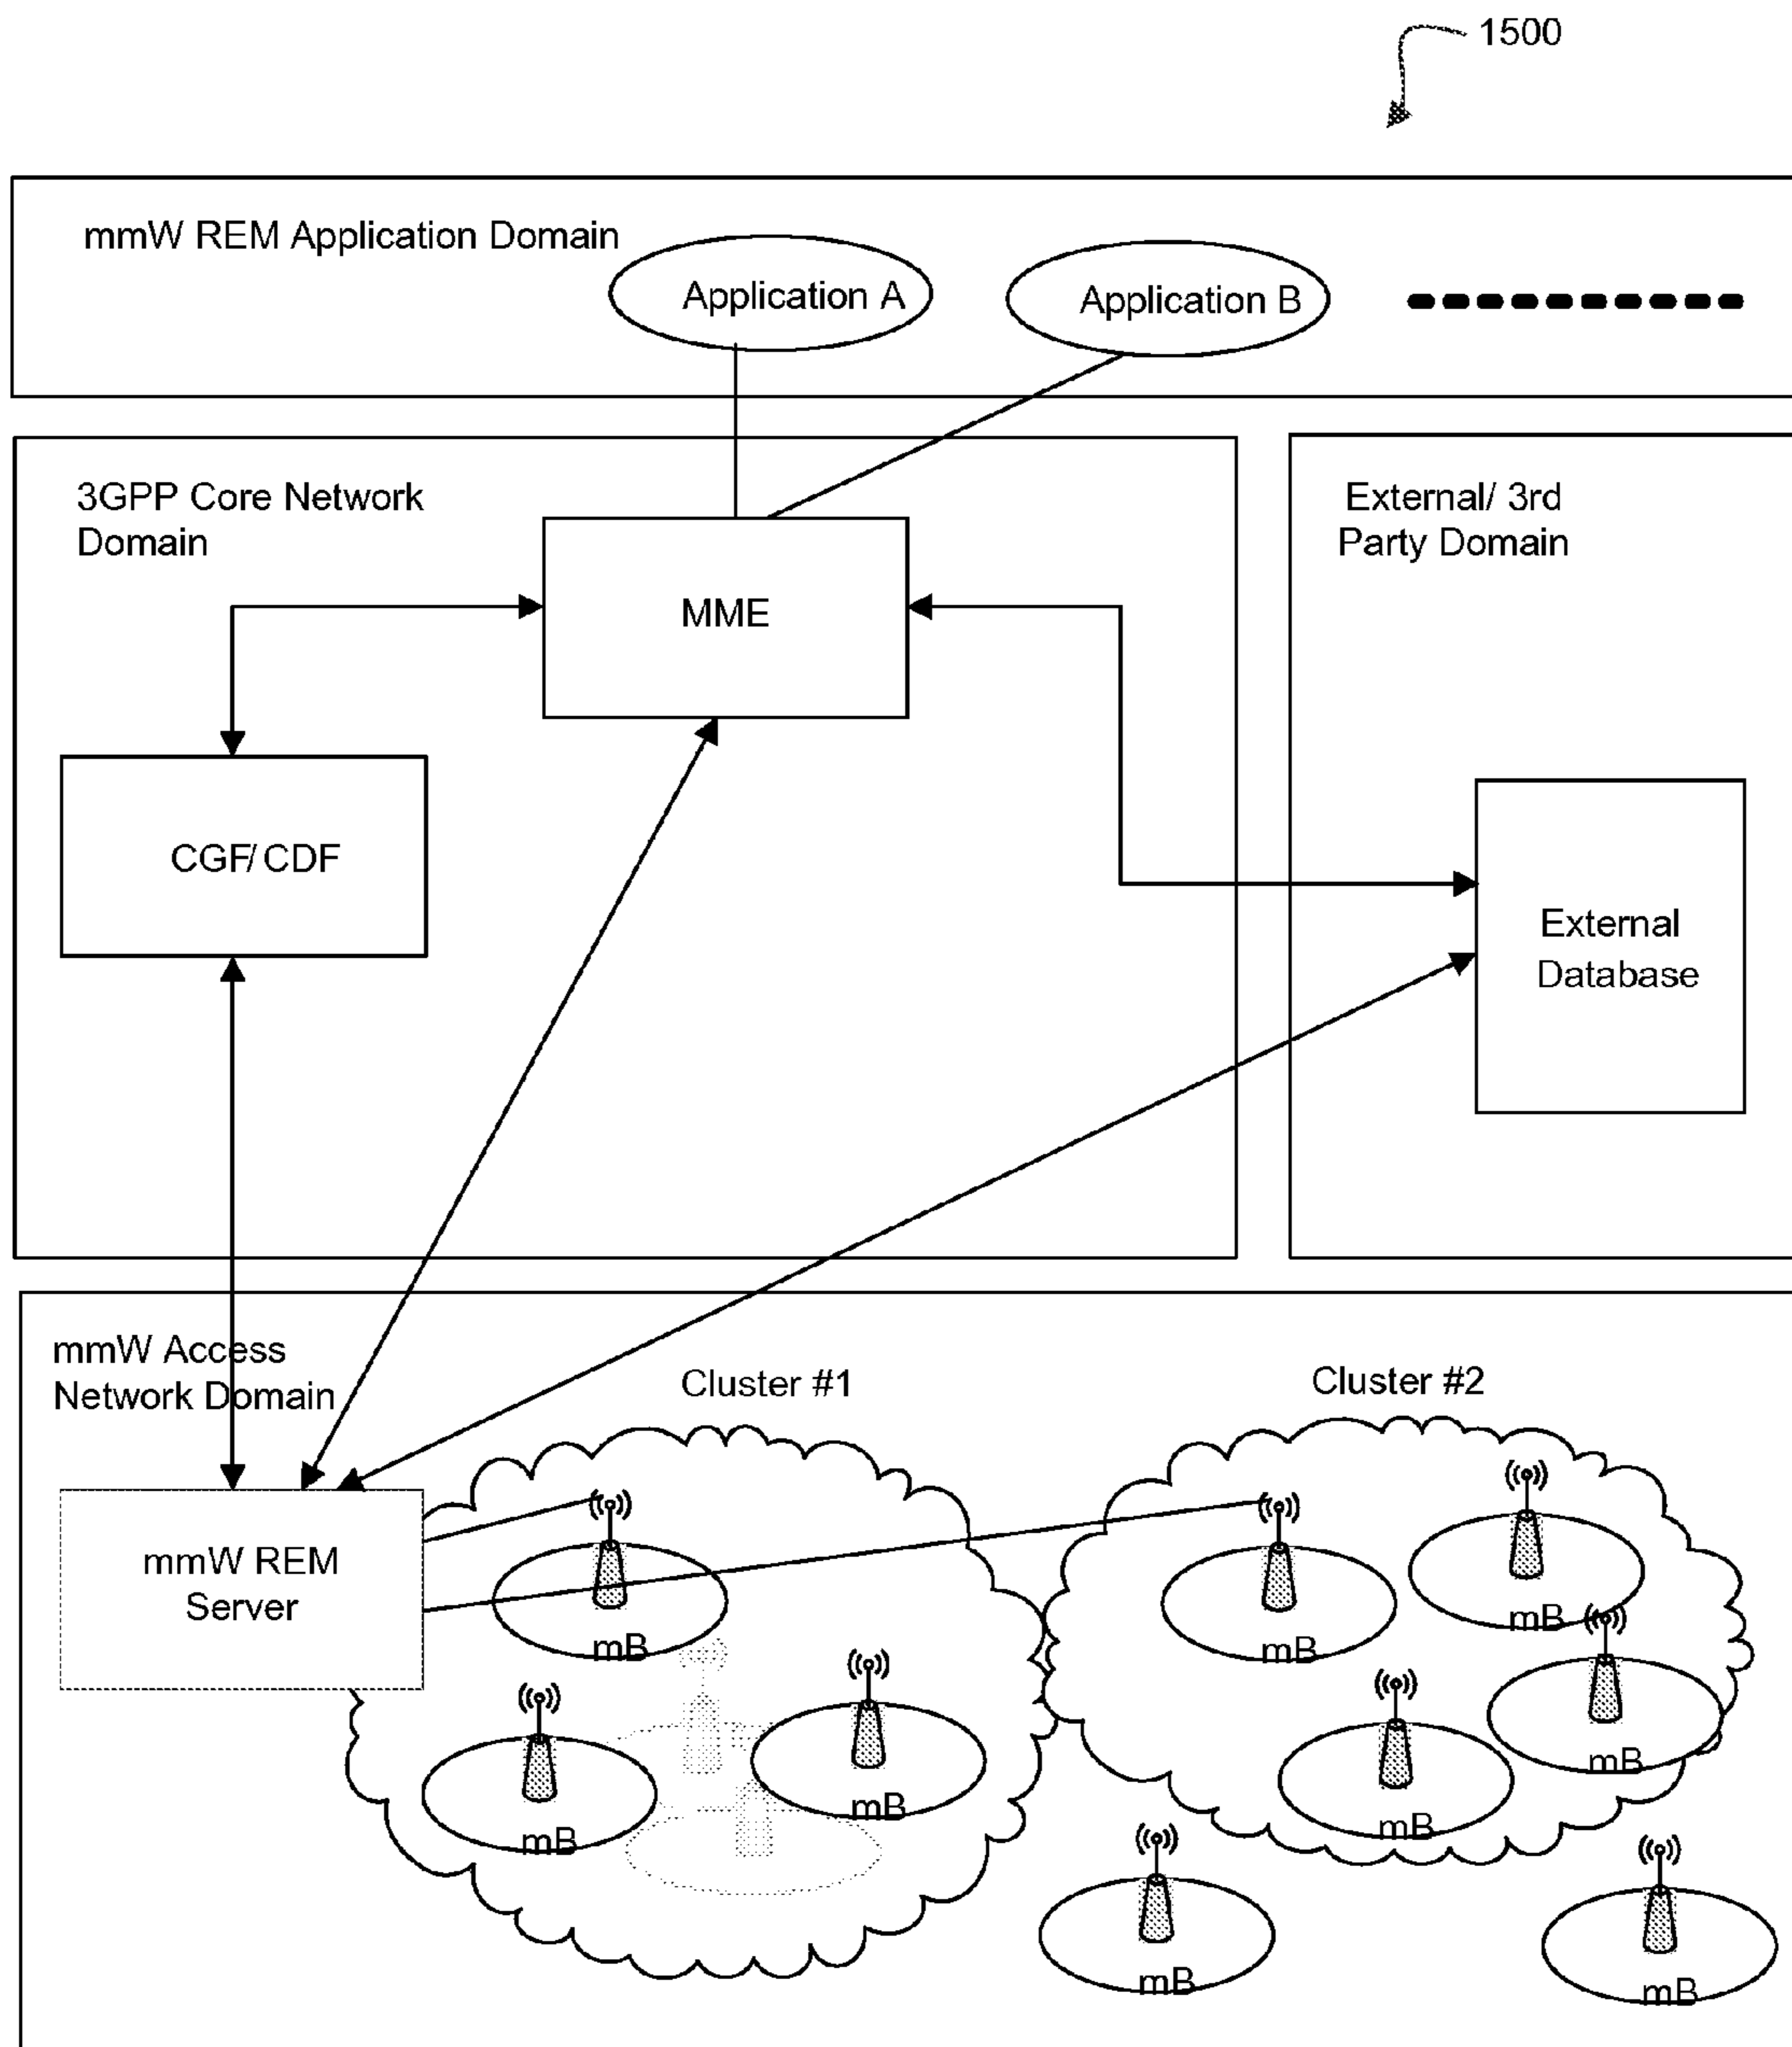 1500
mmW REM Application Domain
Application A
Application B
3GPP Core Network
Domain
External/ 3rd
Party Domain
MME
CGF/ CDF
External
Database
mmW Access
Network Domain
Cluster #1
Cluster #2
mmW REM
Server
mB
mB
mB
mB
mB
mB
mB
mB
mB